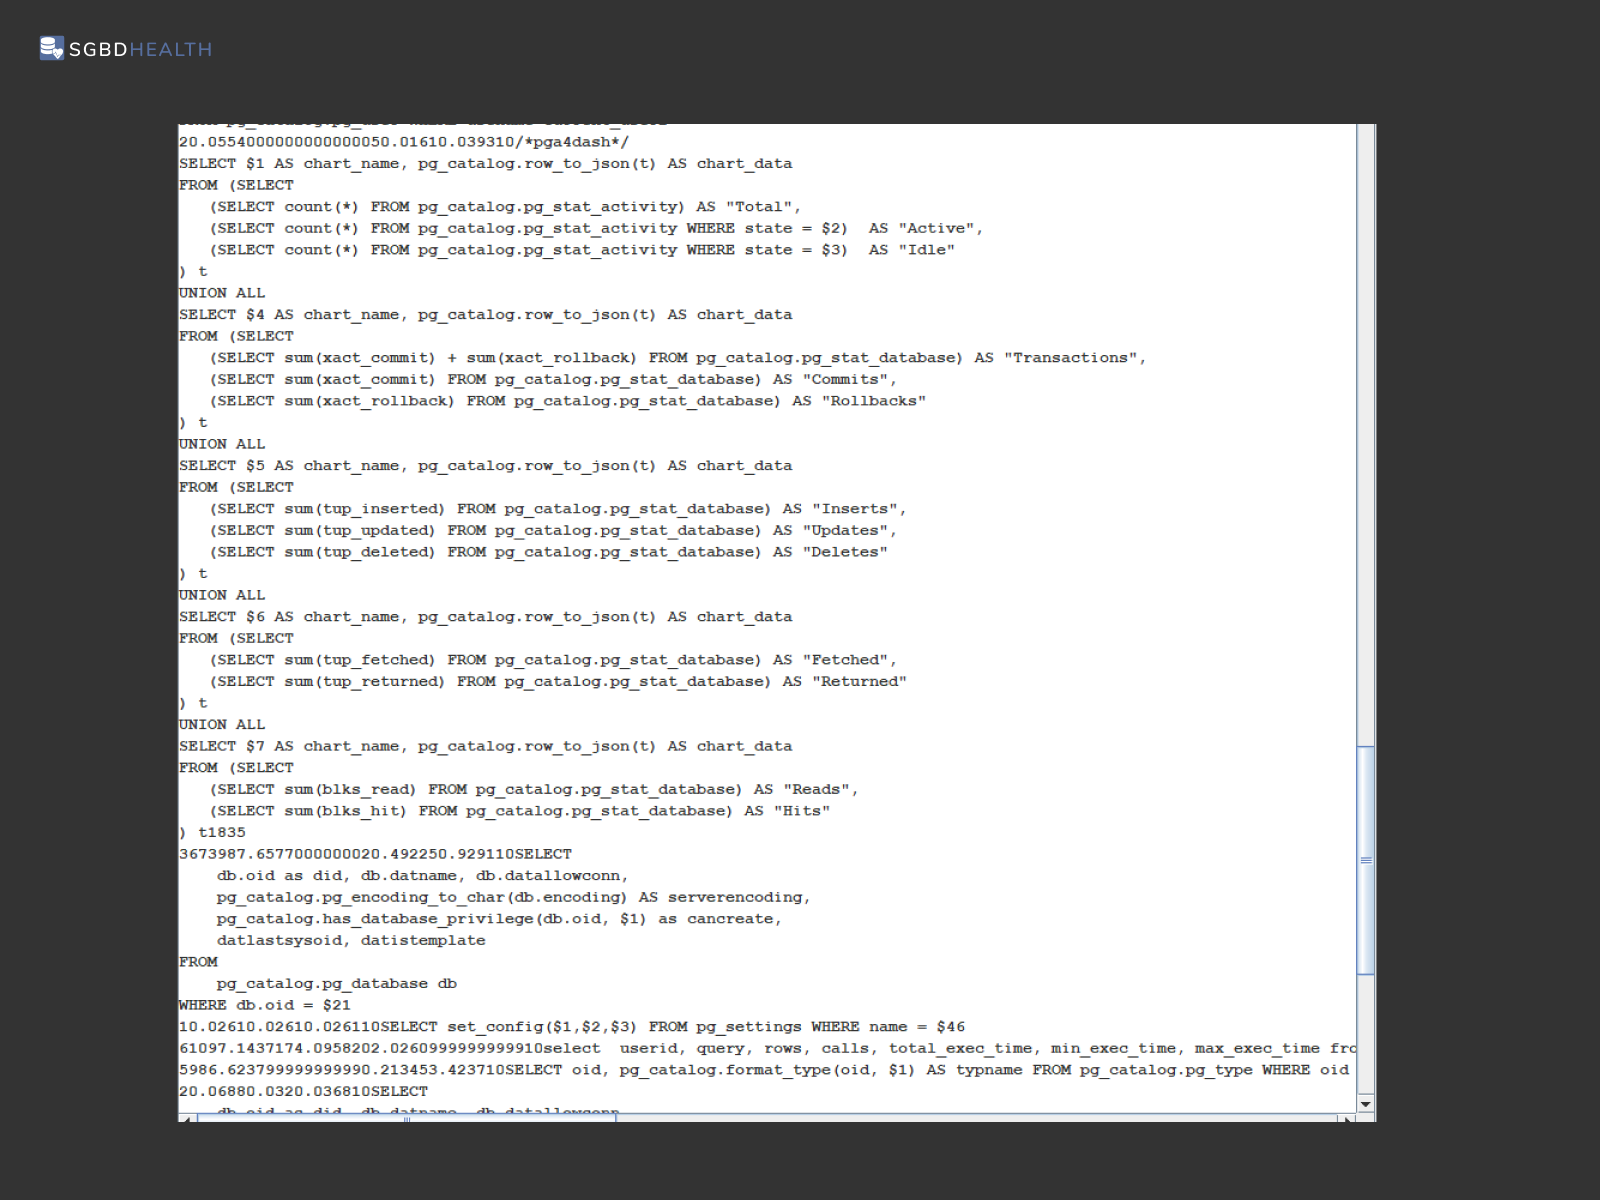 SGBDHEALTH
20.0554000000000000050.01610.039310/*pga4dash*/
SELECT $1 AS chart_name, pg_catalog.row_to_json(t) AS chart_data
FROM (SELECT
   (SELECT count(*) FROM pg_catalog.pg_stat_activity) AS "Total",
   (SELECT count(*) FROM pg_catalog.pg_stat_activity WHERE state = $2)  AS "Active",
   (SELECT count(*) FROM pg_catalog.pg_stat_activity WHERE state = $3)  AS "Idle"
) t
UNION ALL
SELECT $4 AS chart_name, pg_catalog.row_to_json(t) AS chart_data
FROM (SELECT
   (SELECT sum(xact_commit) + sum(xact_rollback) FROM pg_catalog.pg_stat_database) AS "Transactions",
   (SELECT sum(xact_commit) FROM pg_catalog.pg_stat_database) AS "Commits",
   (SELECT sum(xact_rollback) FROM pg_catalog.pg_stat_database) AS "Rollbacks"
) t
UNION ALL
SELECT $5 AS chart_name, pg_catalog.row_to_json(t) AS chart_data
FROM (SELECT
   (SELECT sum(tup_inserted) FROM pg_catalog.pg_stat_database) AS "Inserts",
   (SELECT sum(tup_updated) FROM pg_catalog.pg_stat_database) AS "Updates",
   (SELECT sum(tup_deleted) FROM pg_catalog.pg_stat_database) AS "Deletes"
) t
UNION ALL
SELECT $6 AS chart_name, pg_catalog.row_to_json(t) AS chart_data
FROM (SELECT
   (SELECT sum(tup_fetched) FROM pg_catalog.pg_stat_database) AS "Fetched",
   (SELECT sum(tup_returned) FROM pg_catalog.pg_stat_database) AS "Returned"
) t
UNION ALL
SELECT $7 AS chart_name, pg_catalog.row_to_json(t) AS chart_data
FROM (SELECT
   (SELECT sum(blks_read) FROM pg_catalog.pg_stat_database) AS "Reads",
   (SELECT sum(blks_hit) FROM pg_catalog.pg_stat_database) AS "Hits"
) t1835
3673987.6577000000020.492250.929110SELECT
    db.oid as did, db.datname, db.datallowconn,
    pg_catalog.pg_encoding_to_char(db.encoding) AS serverencoding,
    pg_catalog.has_database_privilege(db.oid, $1) as cancreate,
    datlastsysoid, datistemplate
FROM
    pg_catalog.pg_database db
WHERE db.oid = $21
10.02610.02610.026110SELECT set_config($1,$2,$3) FROM pg_settings WHERE name = $46
61097.1437174.0958202.0260999999999910select  userid, query, rows, calls, total_exec_time, min_exec_time, max_exec_time fro
5986.623799999999990.213453.423710SELECT oid, pg_catalog.format_type(oid, $1) AS typname FROM pg_catalog.pg_type WHERE oid
20.06880.0320.036810SELECT
    db.oid as did, db.datname, db.datallowconn